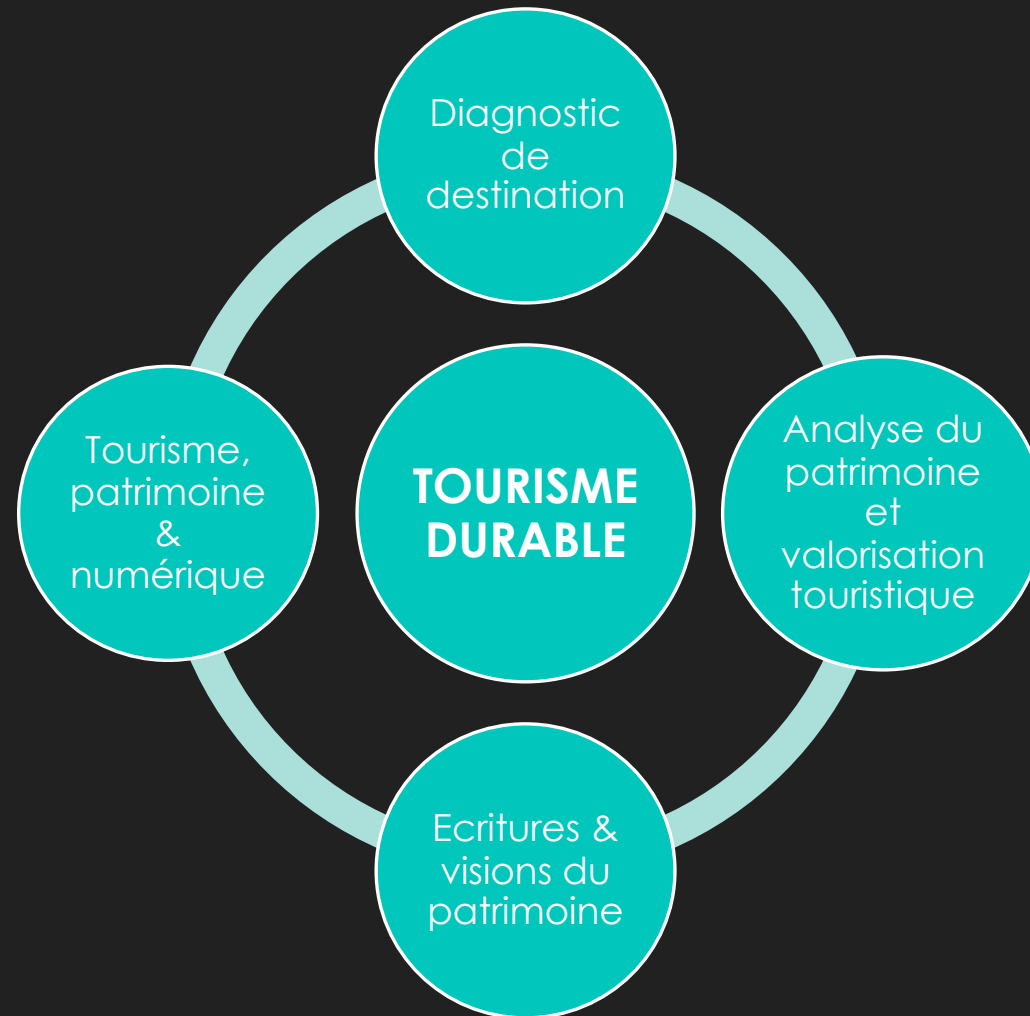 Diagnostic
de
destination
Tourisme,
patrimoine
&
numérique
TOURISME
DURABLE
Analyse du
patrimoine
et
valorisation
touristique
Ecritures &
visions du
patrimoine